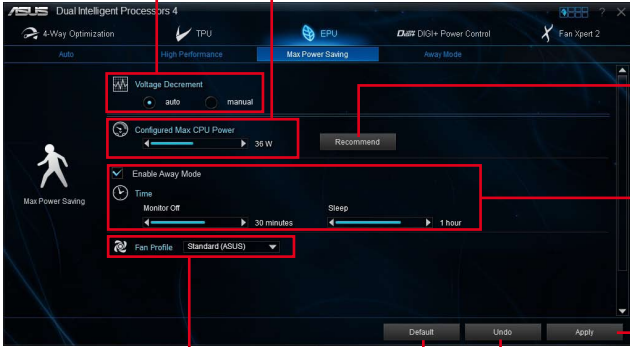 ASUS Dual Intelligent Processors 4
? ×
4-Way Optimization
TPU
EPU
DIGI+ Power Control
Fan Xpert 2
Auto
High Performance
Max Power Saving
Away Mode
Voltage Decrement
auto manual
Configured Max CPU Power
36 W
Recommend
Enable Away Mode
Time
Monitor Off Sleep
30 minutes 1 hour
Max Power Saving
Fan Profile Standard (ASUS)
Default Undo Apply